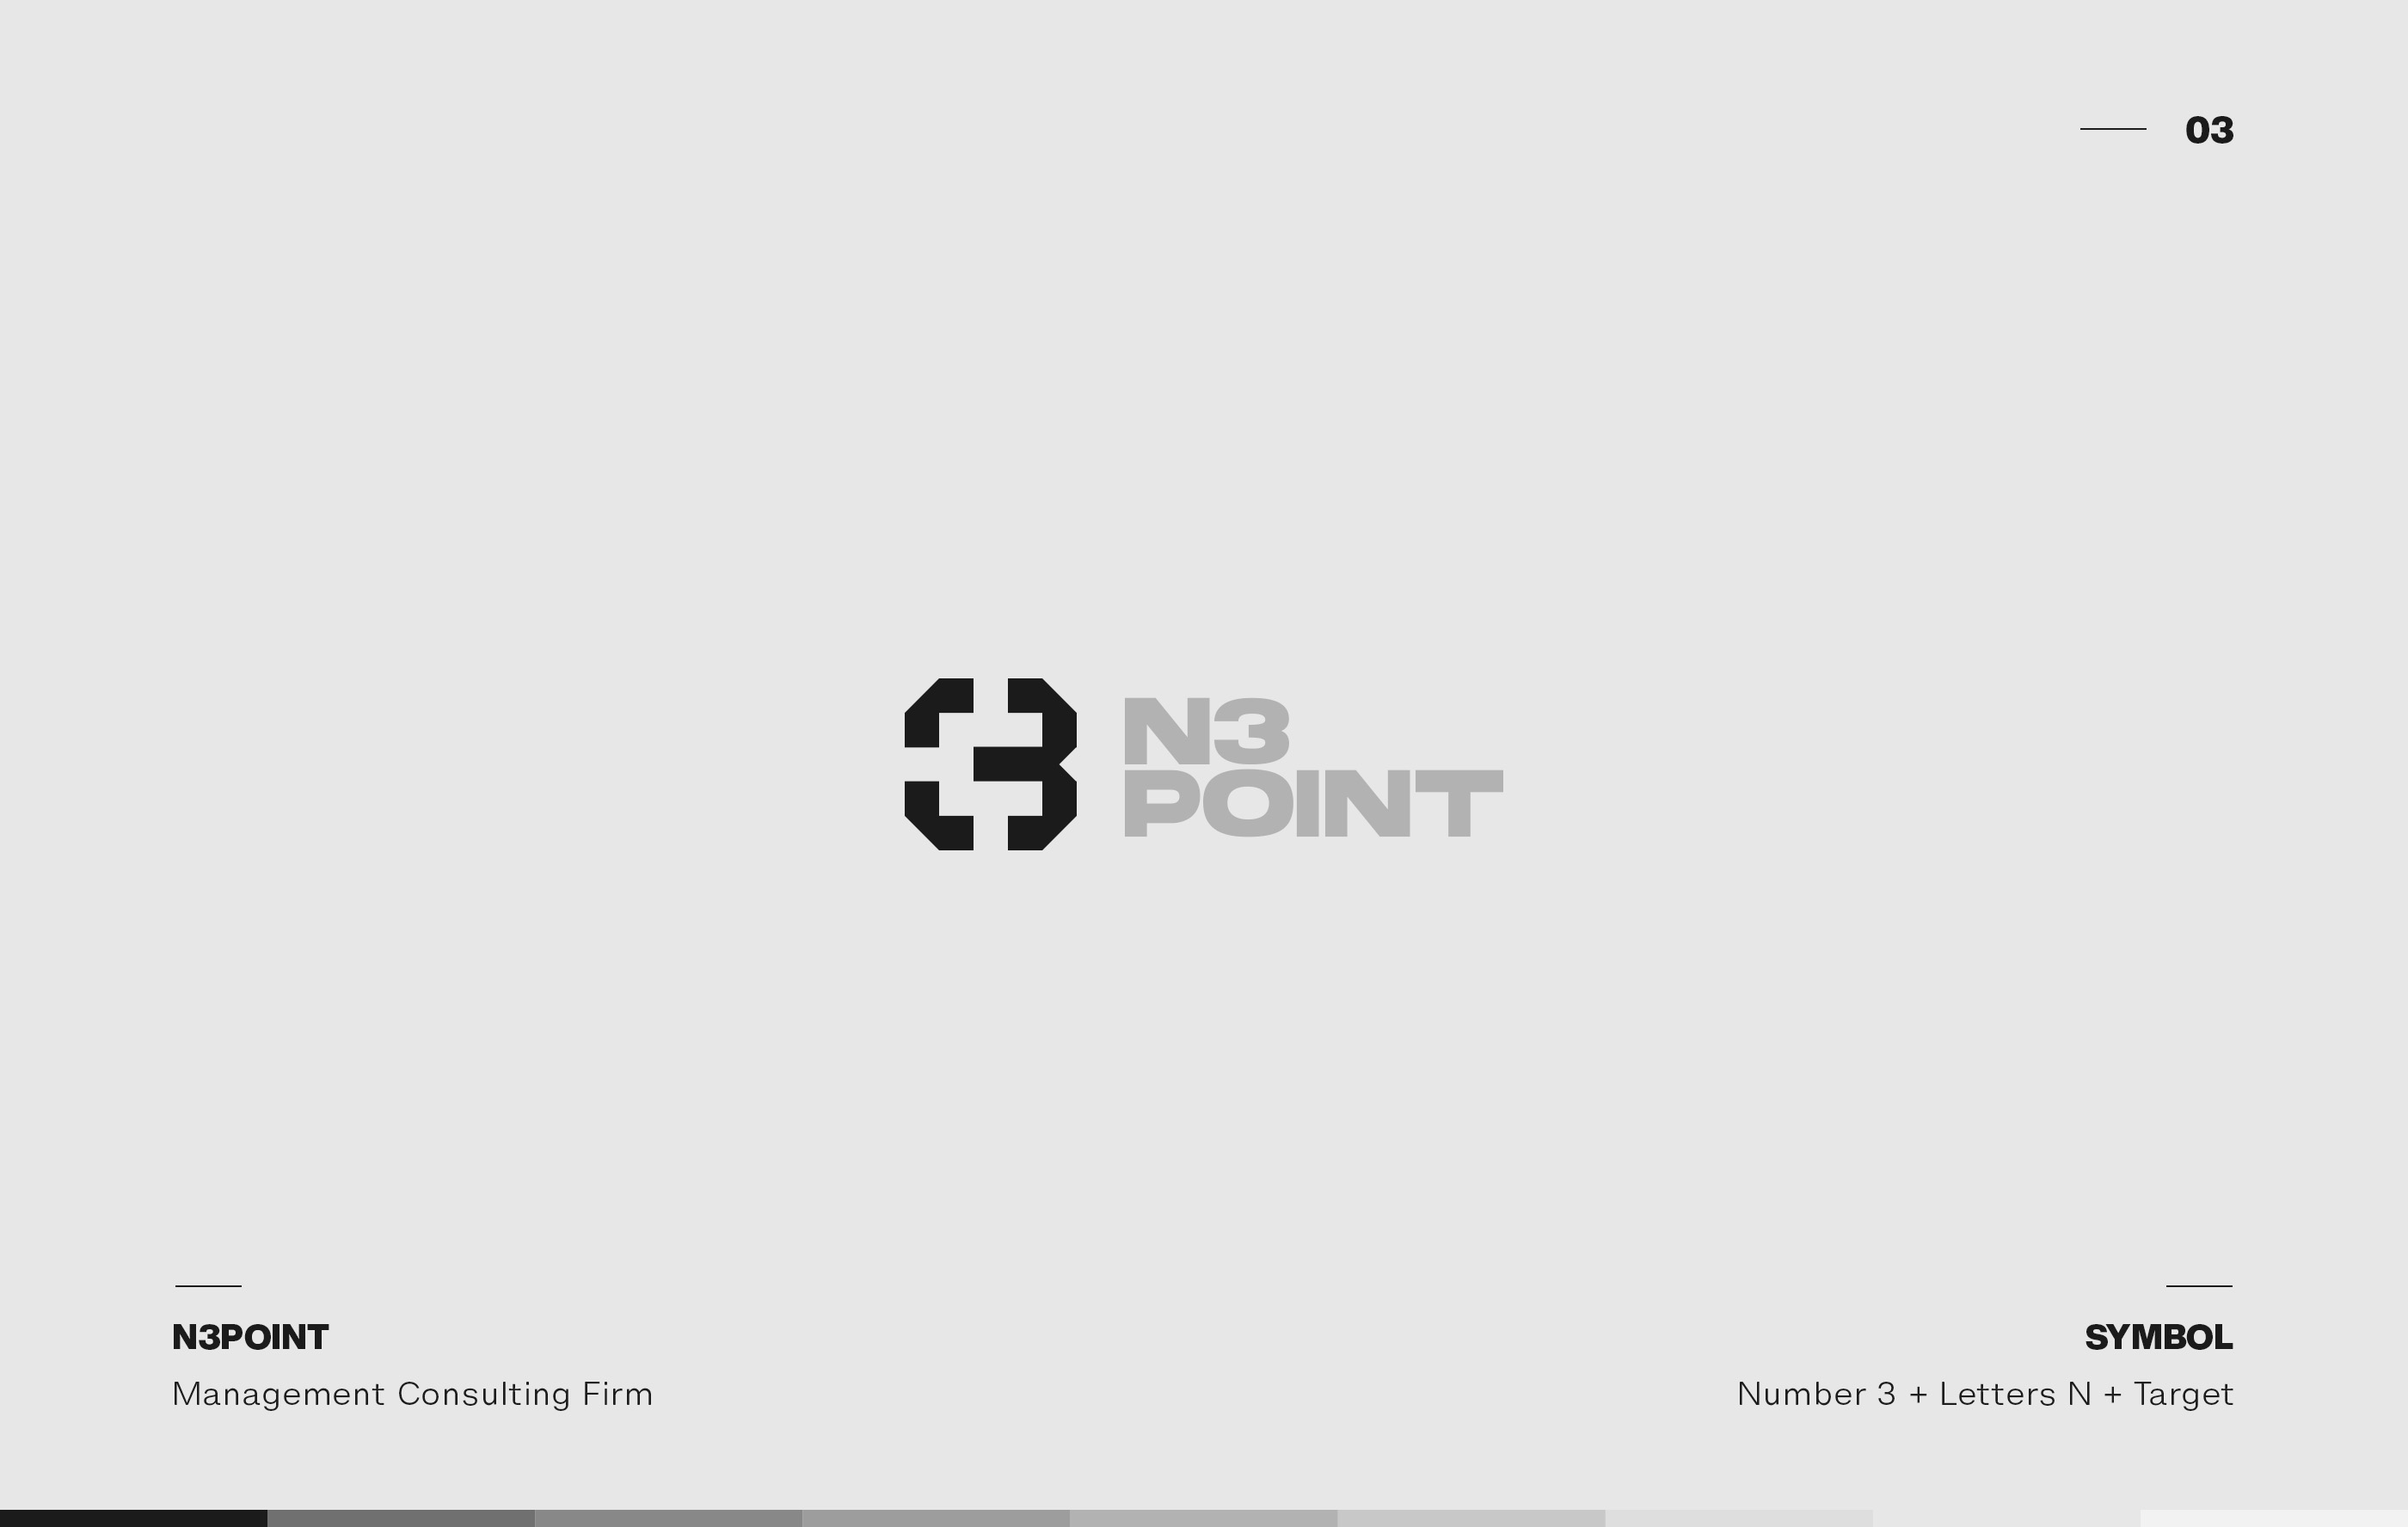 03
N3
POINT
N3POINT
Management Consulting Firm
SYMBOL
Number 3 + Letters N + Target